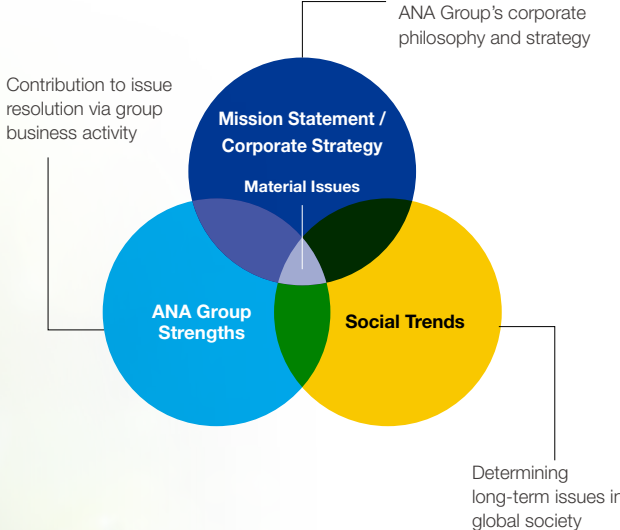 ANA Group's corporate
philosophy and strategy
Contribution to issue
resolution via group
business activity
Mission Statement /
Corporate Strategy
Material Issues
ANA Group
Strengths
Social Trends
Determining
long-term issues in
global society